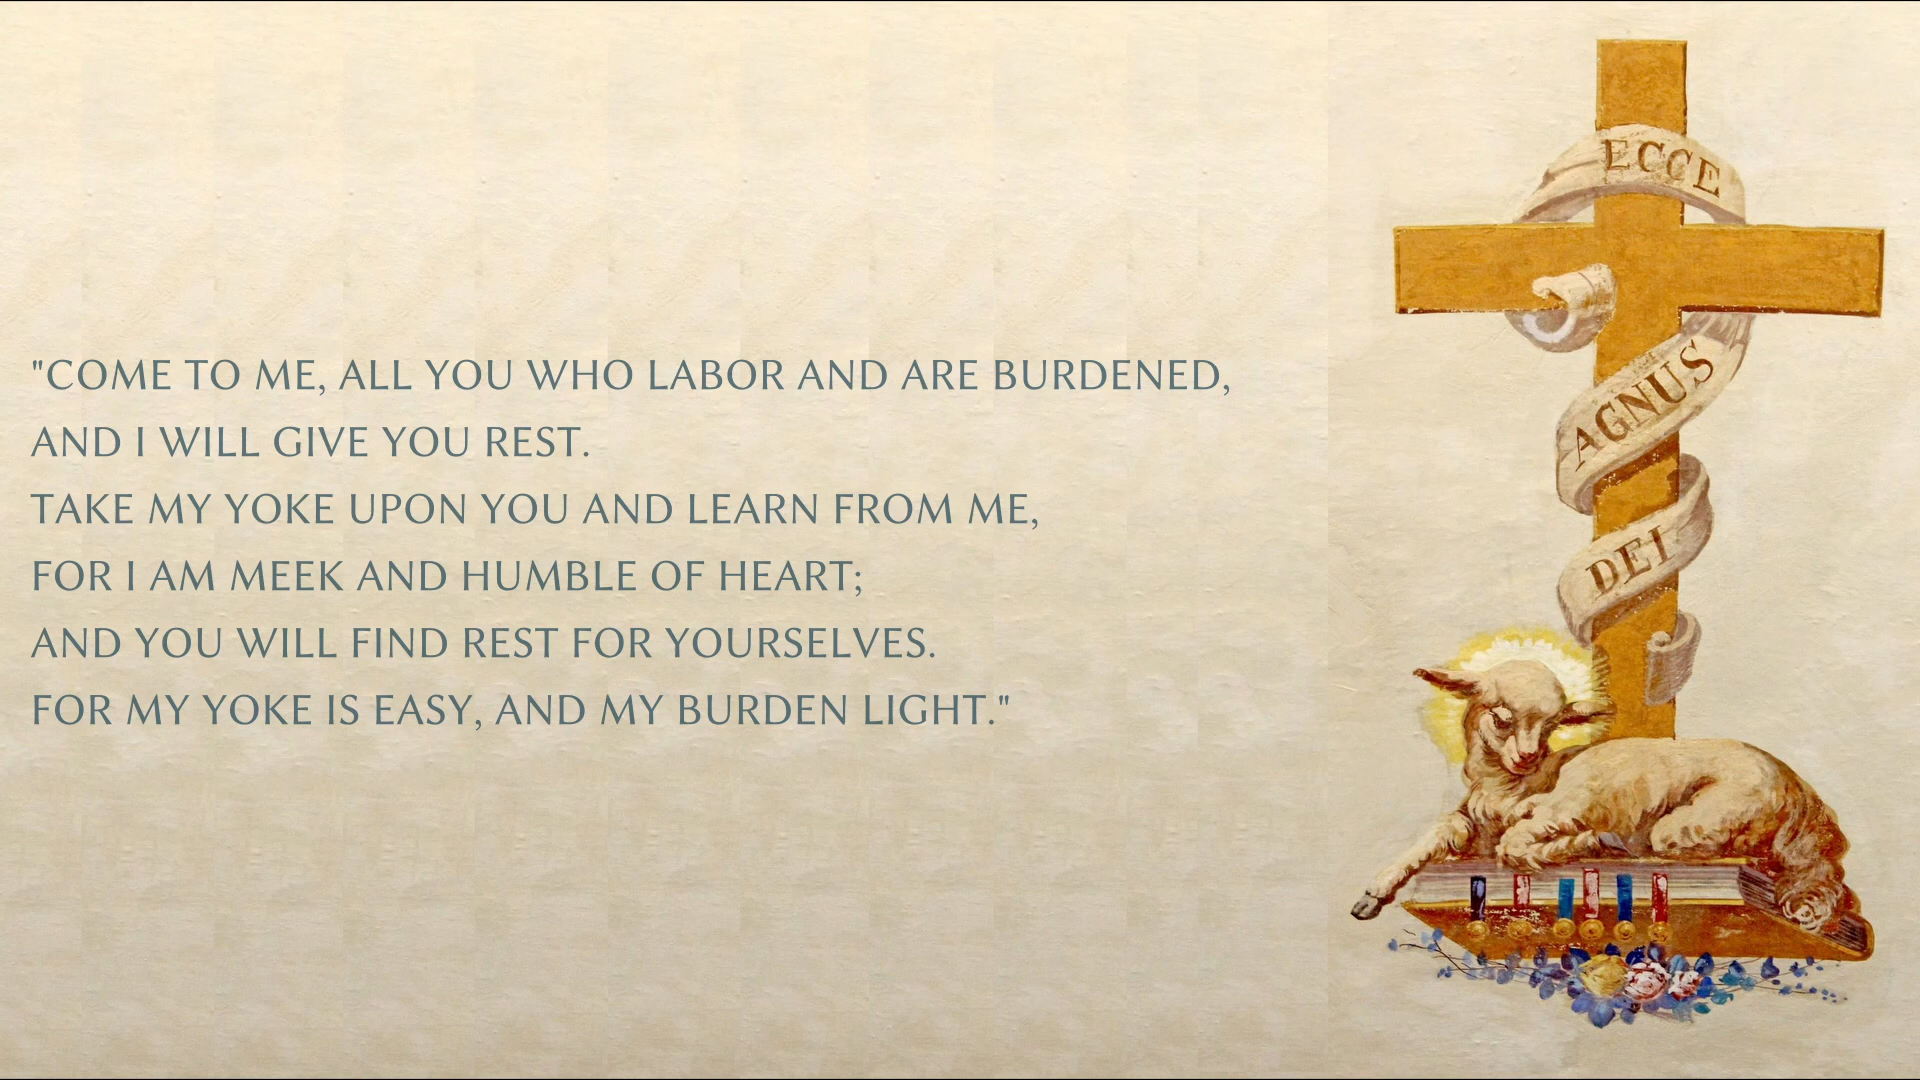 "COME TO ME, ALL YOU WHO LABOR AND ARE BURDENED,
AND I WILL GIVE YOU REST.
TAKE MY YOKE UPON YOU AND LEARN FROM ME,
FOR I AM MEEK AND HUMBLE OF HEART;
AND YOU WILL FIND REST FOR YOURSELVES.
FOR MY YOKE IS EASY, AND MY BURDEN LIGHT."
ECCE
AGNUS
DEI